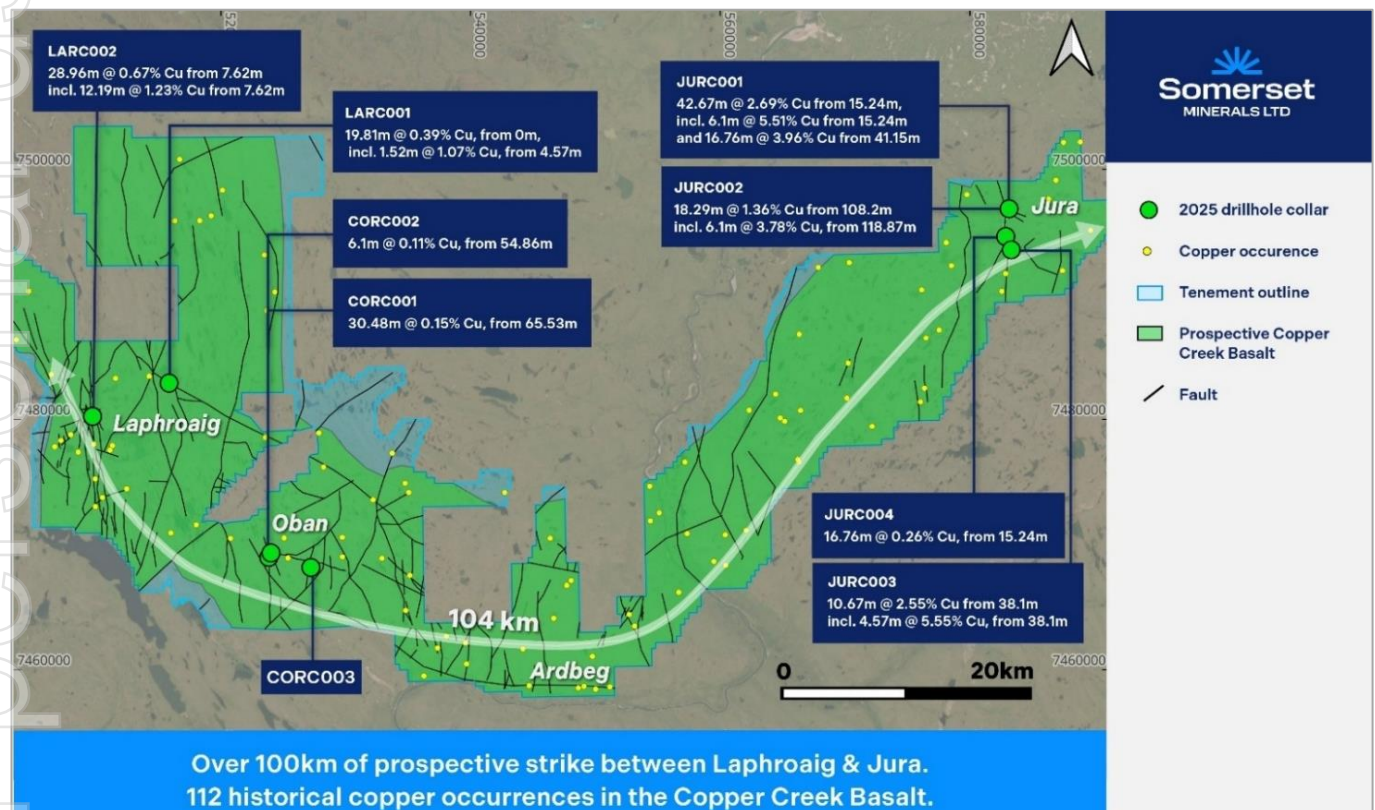 520000
540000
560000
580000
LARC002
28.96m @ 0.67% Cu from 7.62m
incl. 12.19m @ 1.23% Cu from 7.62m
LARC001
19.81m @ 0.39% Cu, from 0m,
incl. 1.52m @ 1.07% Cu, from 4.57m
CORC002
6.1m @ 0.11% Cu, from 54.86m
CORC001
30.48m @ 0.15% Cu, from 65.53m
JURC001
42.67m @ 2.69% Cu from 15.24m,
incl. 6.1m @ 5.51% Cu from 15.24m
and 16.76m @ 3.96% Cu from 41.15m
JURC002
18.29m @ 1.36% Cu from 108.2m
incl. 6.1m @ 3.78% Cu from 118.87m
7500000
7500000
Jura
7480000
7480000
Laphroaig
Oban
JURC004
16.76m @ 0.26% Cu, from 15.24m
JURC003
10.67m @ 2.55% Cu from 38.1m
incl. 4.57m @ 5.55% Cu, from 38.1m
104 km
Ardbeg
CORC003
7460000
7460000
0 20km
Somerset
MINERALS LTD
2025 drillhole collar
Copper occurence
Tenement outline
Prospective Copper
Creek Basalt
Fault
Over 100km of prospective strike between Laphroaig & Jura.
112 historical copper occurrences in the Copper Creek Basalt.